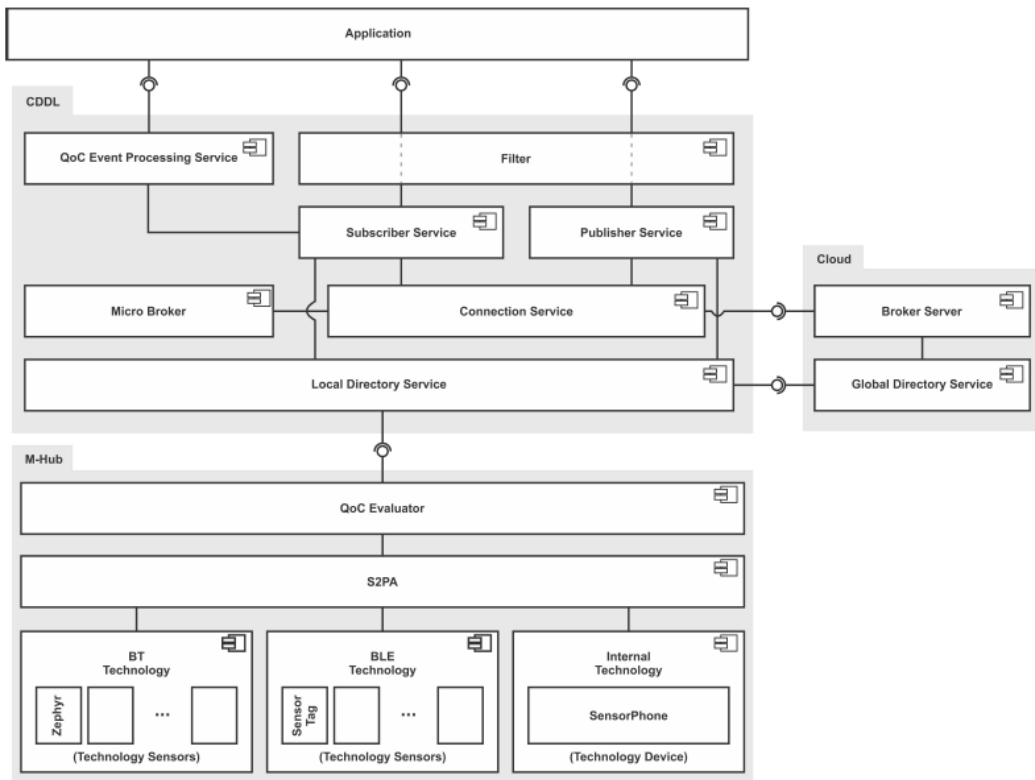 Application
CDDL
QoC Event Processing Service
Filter
Subscriber Service
Publisher Service
Cloud
Micro Broker
Connection Service
Broker Server
Local Directory Service
Global Directory Service
M-Hub
QoC Evaluator
S2PA
BT
Technology
Zephyr
...
(Technology Sensors)
BLE
Technology
Sensor
Tag
...
(Technology Sensors)
Internal
Technology
SensorPhone
(Technology Device)